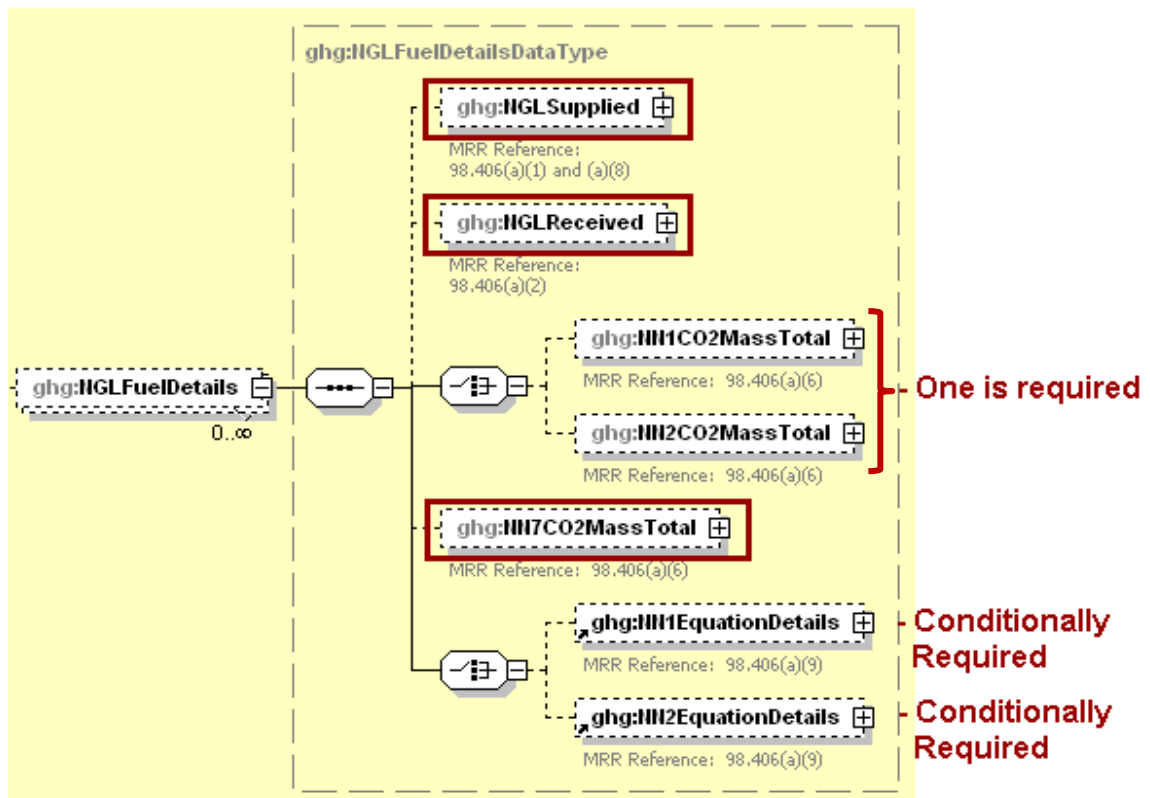 ghg:NGLFuelDetailsDataType
ghg:NGLSupplied
MRR Reference:
98.406(a)(1) and (a)(8)
ghg:NGLReceived
MRR Reference:
98.406(a)(2)
ghg:NN1CO2MassTotal
MRR Reference: 98.406(a)(6)
ghg:NN2CO2MassTotal
MRR Reference: 98.406(a)(6)
- One is required
ghg:NGLFuelDetails
0..∞
ghg:NN7CO2MassTotal
MRR Reference: 98.406(a)(6)
ghg:NN1EquationDetails
MRR Reference: 98.406(a)(9)
- Conditionally
Required
ghg:NN2EquationDetails
MRR Reference: 98.406(a)(9)
- Conditionally
Required